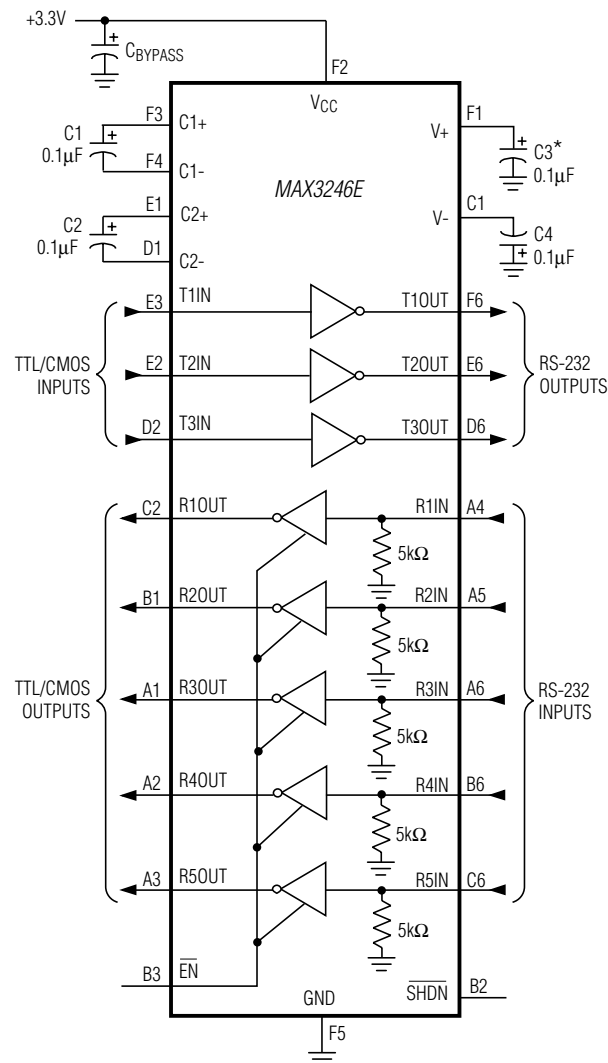 +3.3V
CBYPASS
F2
VCC
F3 C1+
C1
0.1µF
F4 C1-
E1 C2+
C2
0.1µF
D1 C2-
MAX3246E
F1
V+
C3*
0.1µF
C1
V-
C4
0.1µF
TTL/CMOS
INPUTS
E3 T1IN T1OUT F6
E2 T2IN T2OUT E6
D2 T3IN T3OUT D6
RS-232
OUTPUTS
C2 R1OUT R1IN A4
5kΩ
B1 R2OUT R2IN A5
5kΩ
TTL/CMOS
OUTPUTS
A1 R3OUT R3IN A6
5kΩ
RS-232
INPUTS
A2 R4OUT R4IN B6
5kΩ
A3 R5OUT R5IN C6
5kΩ
B3 EN
GND
SHDN B2
F5